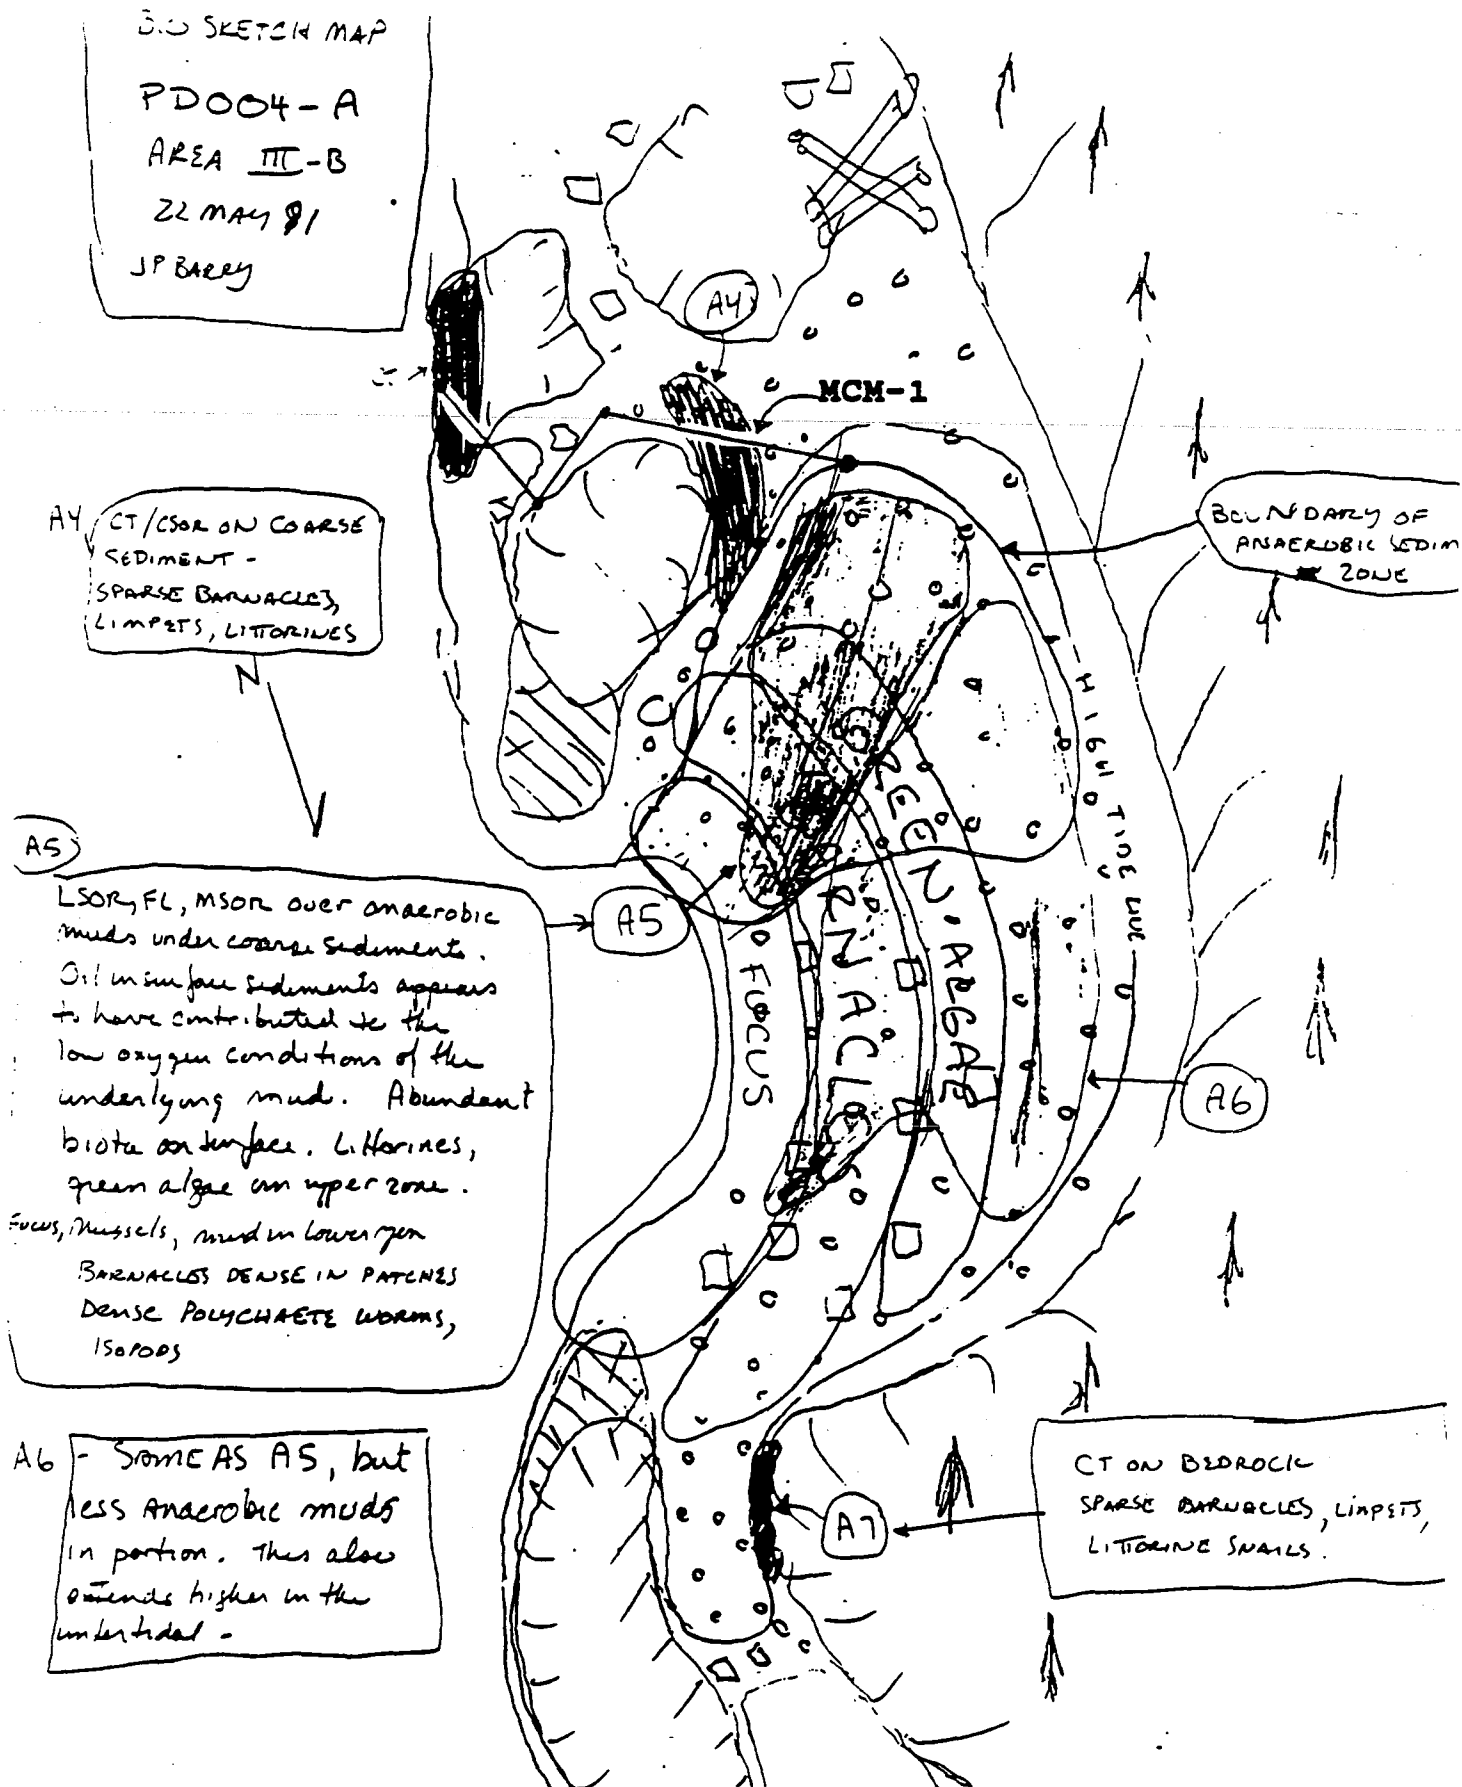 BIO SKETCH MAP
PD004-A
AREA III-B
22 MAY 91
JP BARRY
A4
MCM-1
A4
CT/CSOR ON COARSE
SEDIMENT -
SPARSE BARNACLES,
LIMPETS, LITTORINES
BOUNDARY OF
ANAEROBIC SEDIM
ZONE
N
HIGH TIDE LINE
A5
LSOR, FL, MSOR over anaerobic
muds under coarse sediments.
Oil in surface sediments appears
to have contributed to the
low oxygen conditions of the
underlying mud. Abundant
biota on surface. Littorines,
green algae on upper zone.
Fucus, Mussels, mud in lower
BARNACLES DENSE IN PATCHES
DENSE POLYCHAETE WORMS,
ISOPODS
A5
FUCUS
BARNACLES
GREEN ALGAE
A6
A6 - SAME AS A5, but
less anaerobic muds
in portion. This also
extends higher in the
intertidal -
A7
CT ON BEDROCK
SPARSE BARNACLES, LIMPETS,
LITTORINE SNAILS.